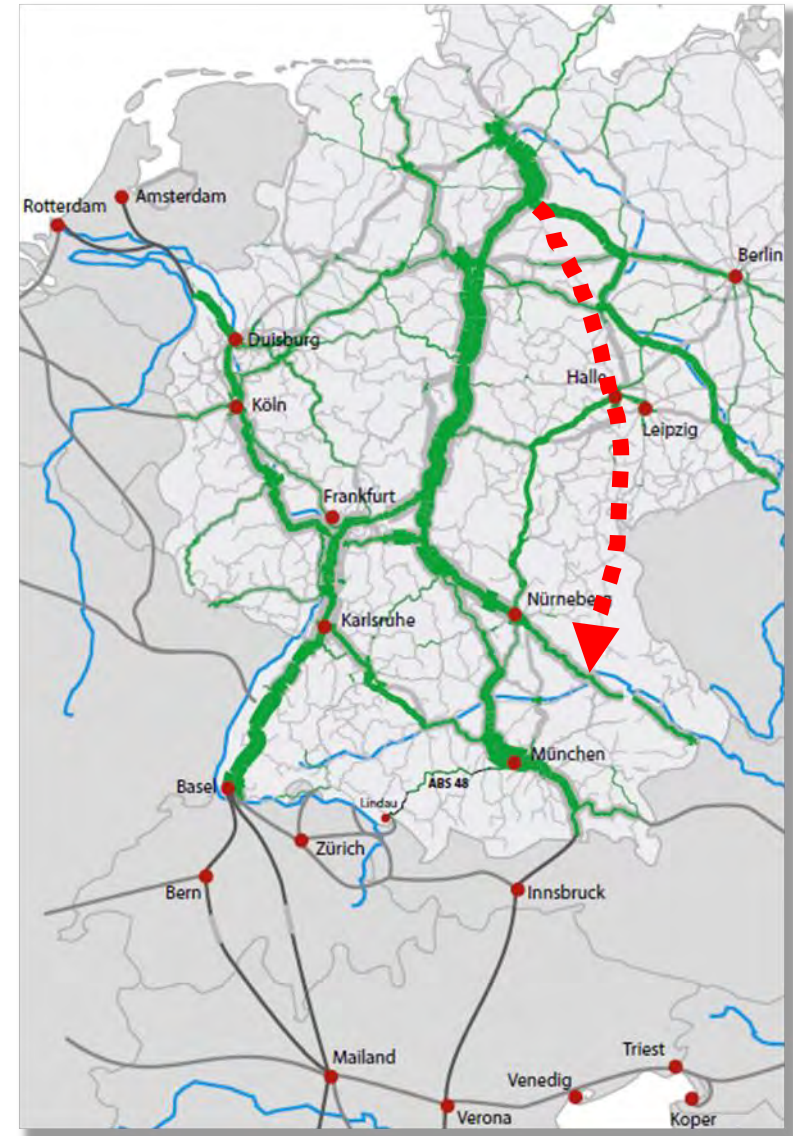 Amsterdam
Rotterdam
Berlin
Duisburg
Halle
Köln
Leipzig
Frankfurt
Nürneberg
Karlsruhe
München
ABS 48
Basel
Lindau
Zürich
Bern
Innsbruck
Mailand
Triest
Venedig
Verona
Koper